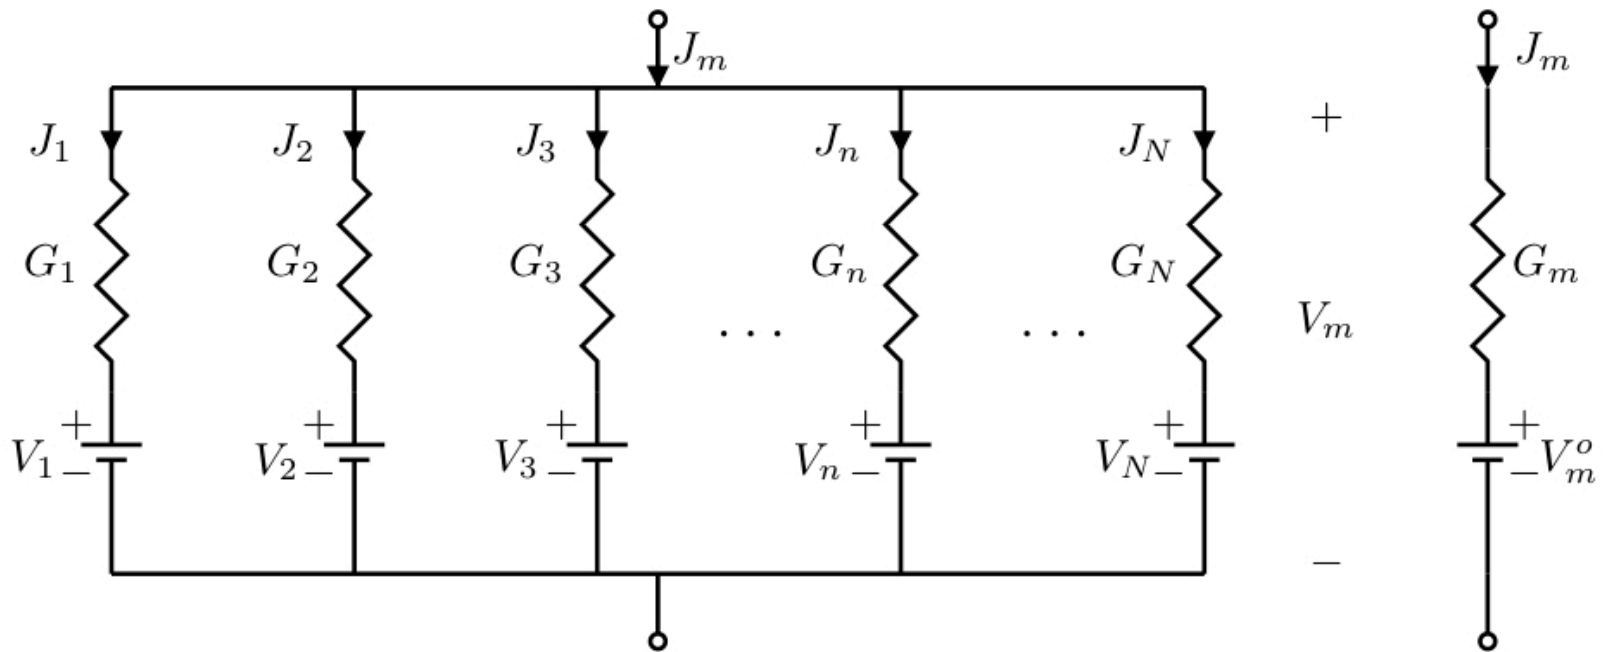 J_m J_m
J_1 J_2 J_3 J_n J_N +
G_1 G_2 G_3 G_n G_N G_m
... ... V_m
+ + + + + +
V_1 − V_2 − V_3 − V_n − V_N − − V_m^o
−